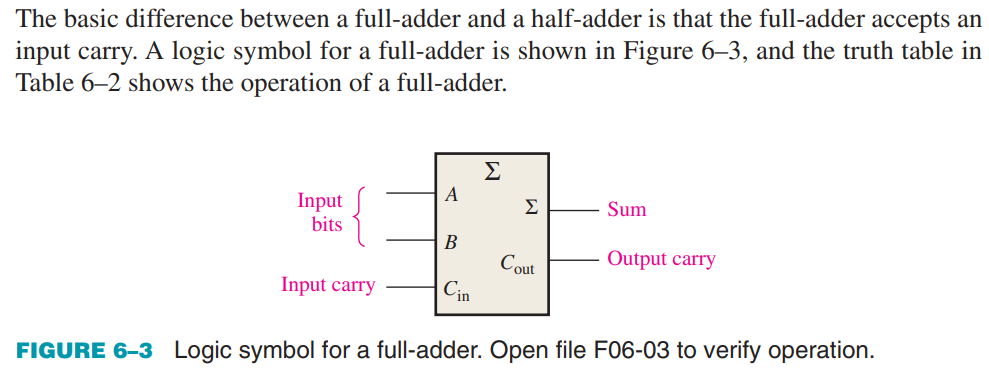 The basic difference between a full-adder and a half-adder is that the full-adder accepts an
input carry. A logic symbol for a full-adder is shown in Figure 6–3, and the truth table in
Table 6–2 shows the operation of a full-adder.
Σ
Input
bits
A
Σ
Sum
B
Cout
Output carry
Input carry
Cin
FIGURE 6–3 Logic symbol for a full-adder. Open file F06-03 to verify operation.